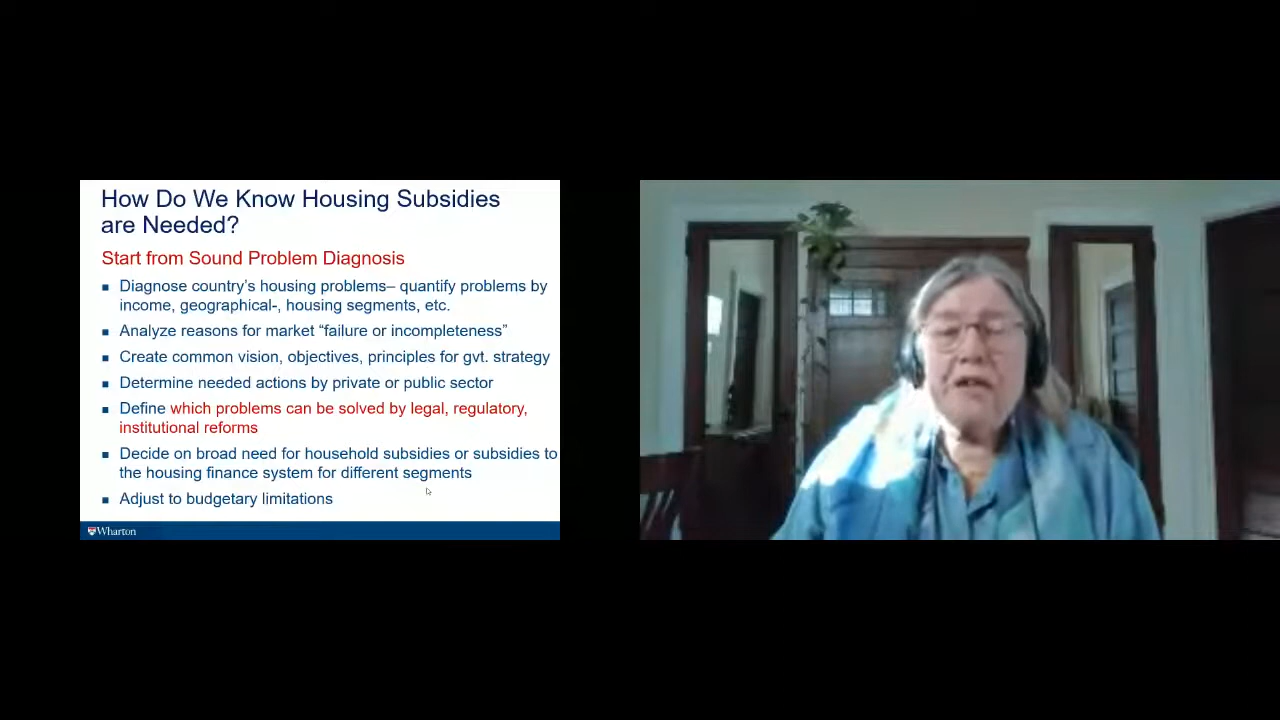 How Do We Know Housing Subsidies
are Needed?
Start from Sound Problem Diagnosis
Diagnose country's housing problems– quantify problems by
income, geographical-, housing segments, etc.
Analyze reasons for market “failure or incompleteness”
Create common vision, objectives, principles for gvt. strategy
Determine needed actions by private or public sector
Define which problems can be solved by legal, regulatory,
institutional reforms
Decide on broad need for household subsidies or subsidies to
the housing finance system for different segments
Adjust to budgetary limitations
Wharton